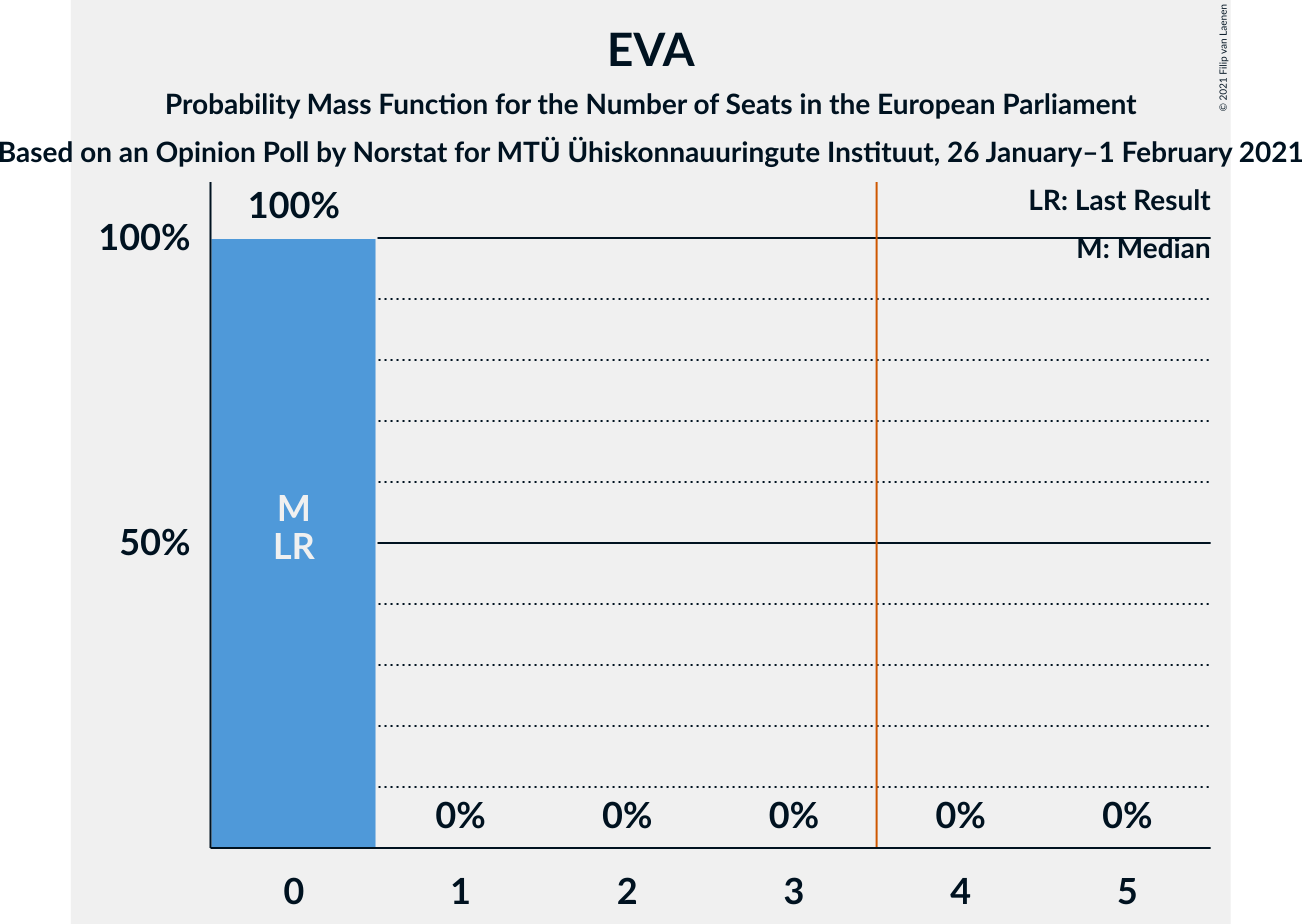 EVA
Probability Mass Function for the Number of Seats in the European Parliament
Based on an Opinion Poll by Norstat for MTÜ Ühiskonnauuringute Instituut, 26 January–1 February 2021
© 2021 Filip van Laenen
LR: Last Result
M: Median
100%
100%
50%
M
LR
0% 0% 0% 0% 0%
0 1 2 3 4 5